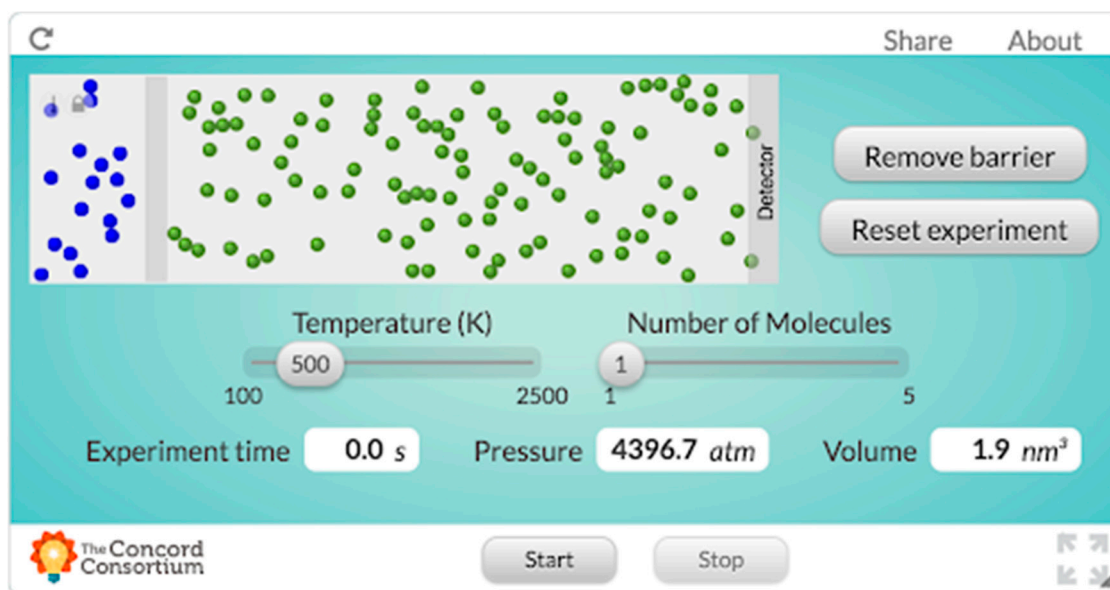 Share About
Remove barrier
Detector
Reset experiment
Temperature (K) Number of Molecules
500 1
100 2500 1 5
Experiment time 0.0 s Pressure 4396.7 atm Volume 1.9 nm³
The Concord
Consortium
Start Stop